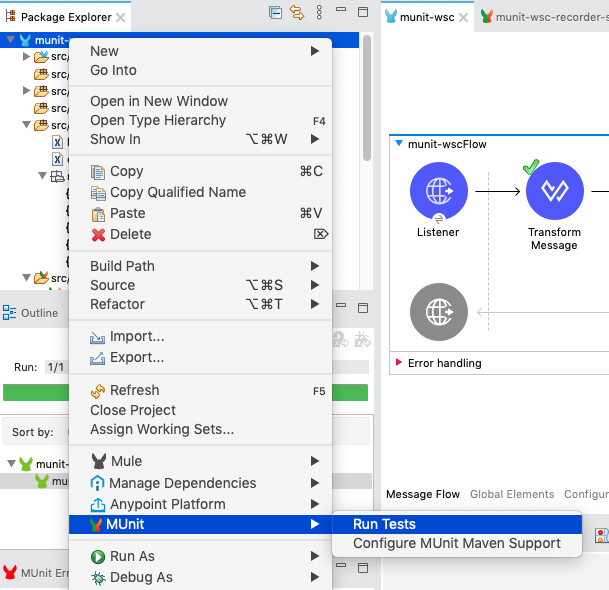 Package Explorer
munit-wsc
munit-wsc-recorder-s
munit-
src/
src/
src/
src/
src/
src/
New
Go Into
Open in New Window
Open Type Hierarchy F4
Show In ⌥⌘W
Copy ⌘C
Copy Qualified Name
Paste ⌘V
Delete ⌦
Build Path
Source ⌥⌘S
Refactor ⌥⌘T
Import...
Export...
Refresh F5
Close Project
Assign Working Sets...
Mule
Manage Dependencies
Anypoint Platform
MUnit
Run As
Debug As
Run Tests
Configure MUnit Maven Support
Outline
Run: 1/1
Sort by:
munit-
mu
MUnit Err
munit-wscFlow
Listener
Transform
Message
Error handling
Message Flow Global Elements Configur